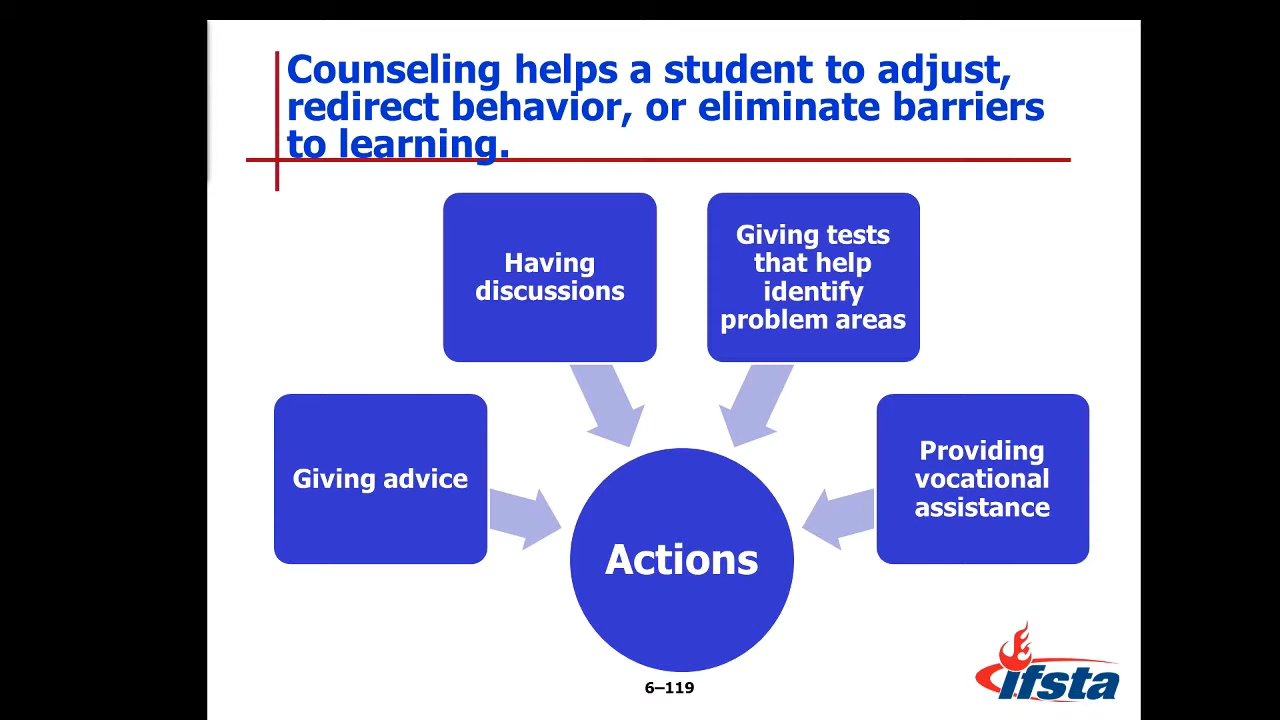 Counseling helps a student to adjust,
redirect behavior, or eliminate barriers
to learning.
Having
discussions
Giving tests
that help
identify
problem areas
Giving advice
Providing
vocational
assistance
Actions
6–119
ifsta